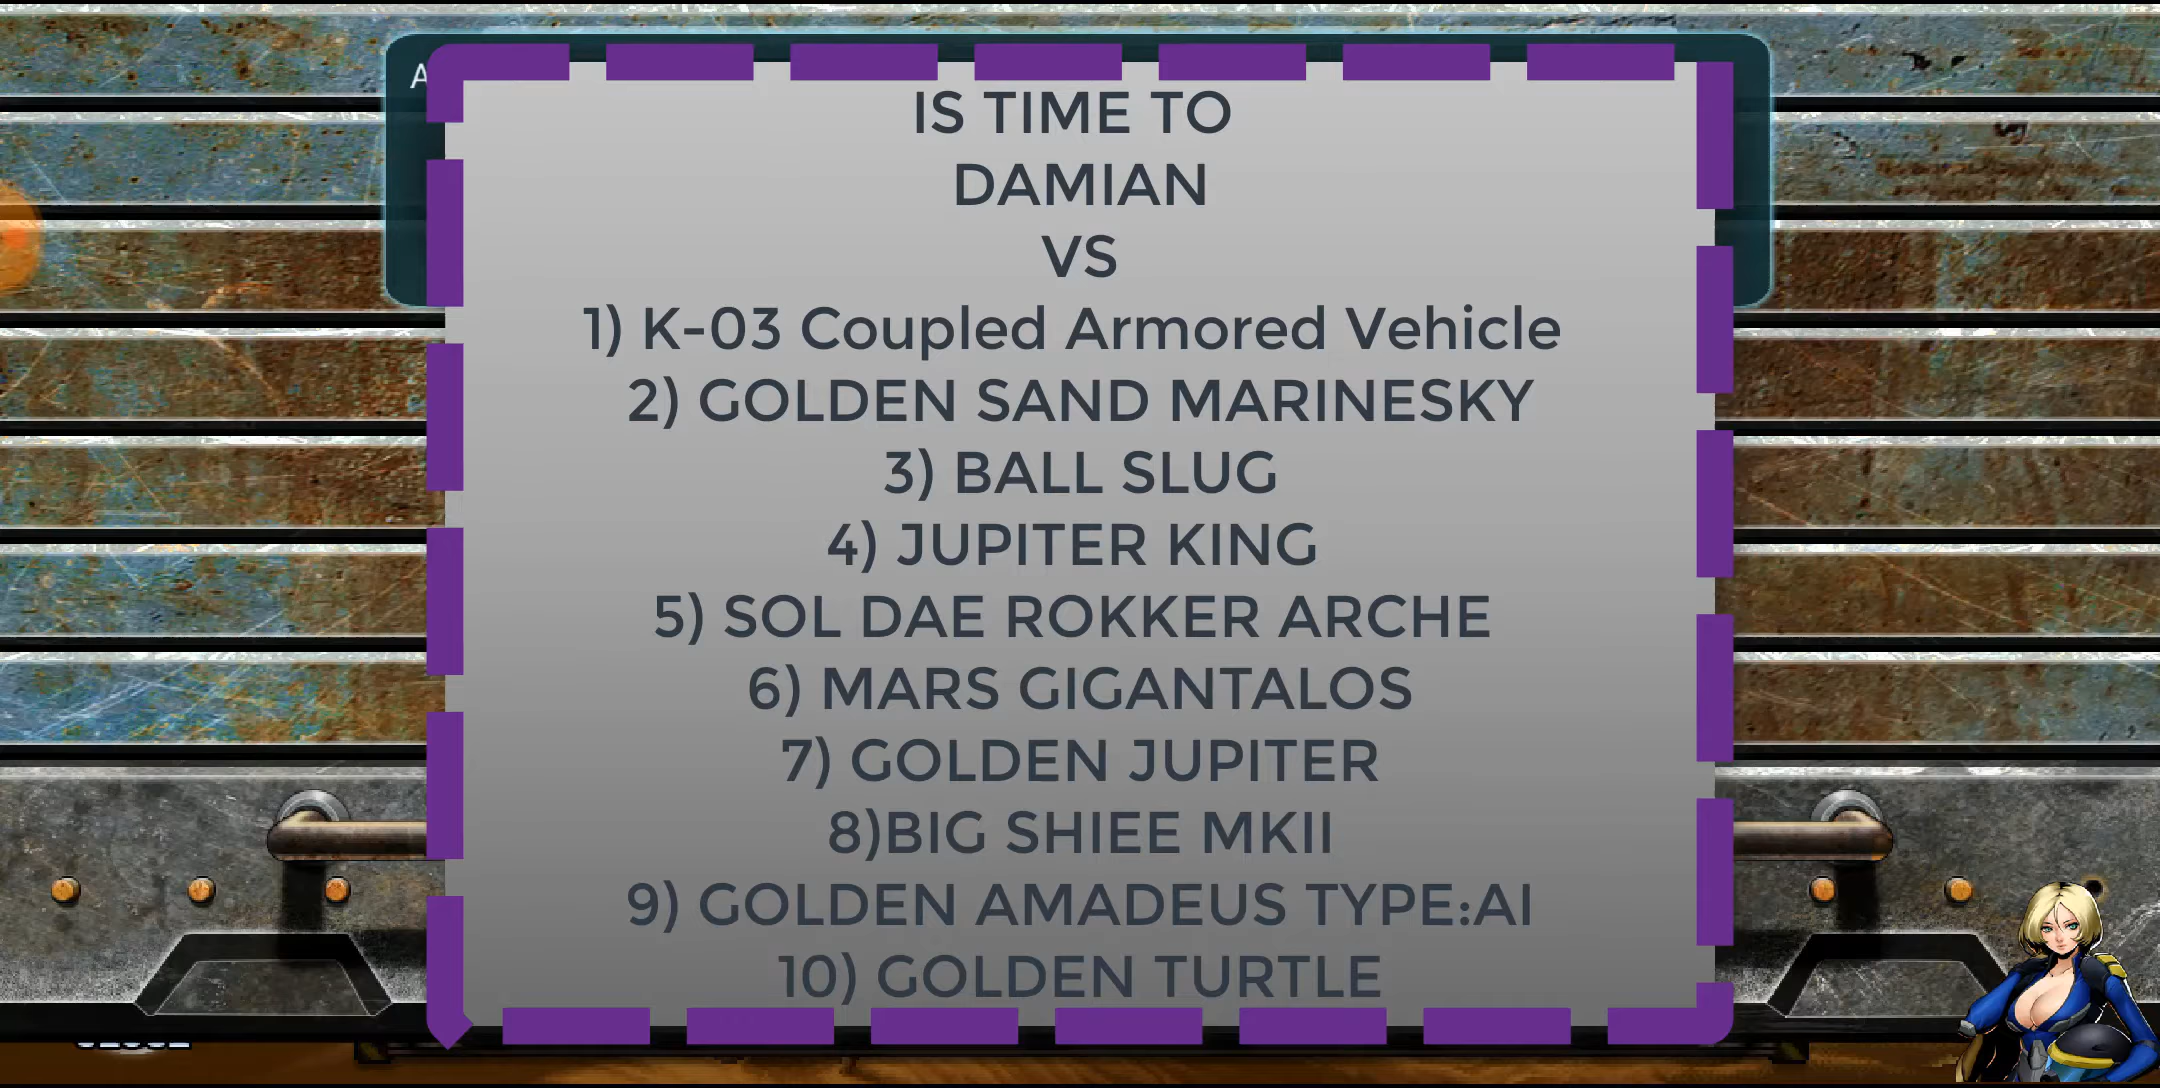 A
IS TIME TO
DAMIAN
VS
1) K-03 Coupled Armored Vehicle
2) GOLDEN SAND MARINESKY
3) BALL SLUG
4) JUPITER KING
5) SOL DAE ROKKER ARCHE
6) MARS GIGANTALOS
7) GOLDEN JUPITER
8)BIG SHIEE MKII
9) GOLDEN AMADEUS TYPE:AI
10) GOLDEN TURTLE